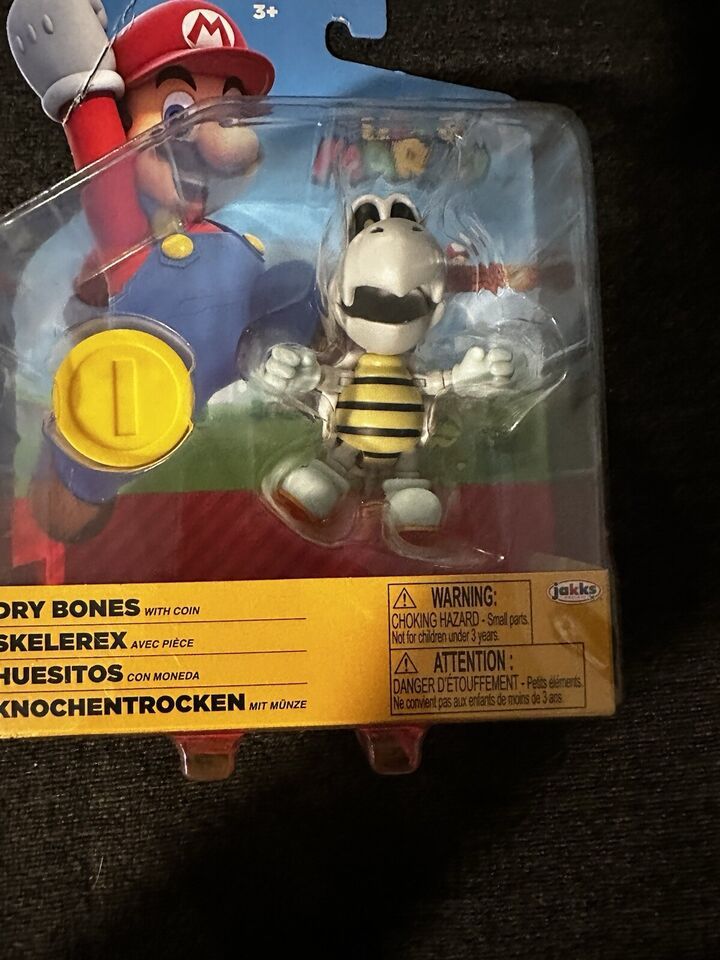 3+
M
DRY BONES WITH COIN
SKELEREX AVEC PIÈCE
HUESITOS CON MONEDA
KNOCHENTROCKEN MIT MÜNZE
WARNING:
CHOKING HAZARD - Small parts.
Not for children under 3 years.
ATTENTION :
DANGER D'ÉTOUFFEMENT - Petits éléments.
Ne convient pas aux enfants de moins de 3 ans.
jakks